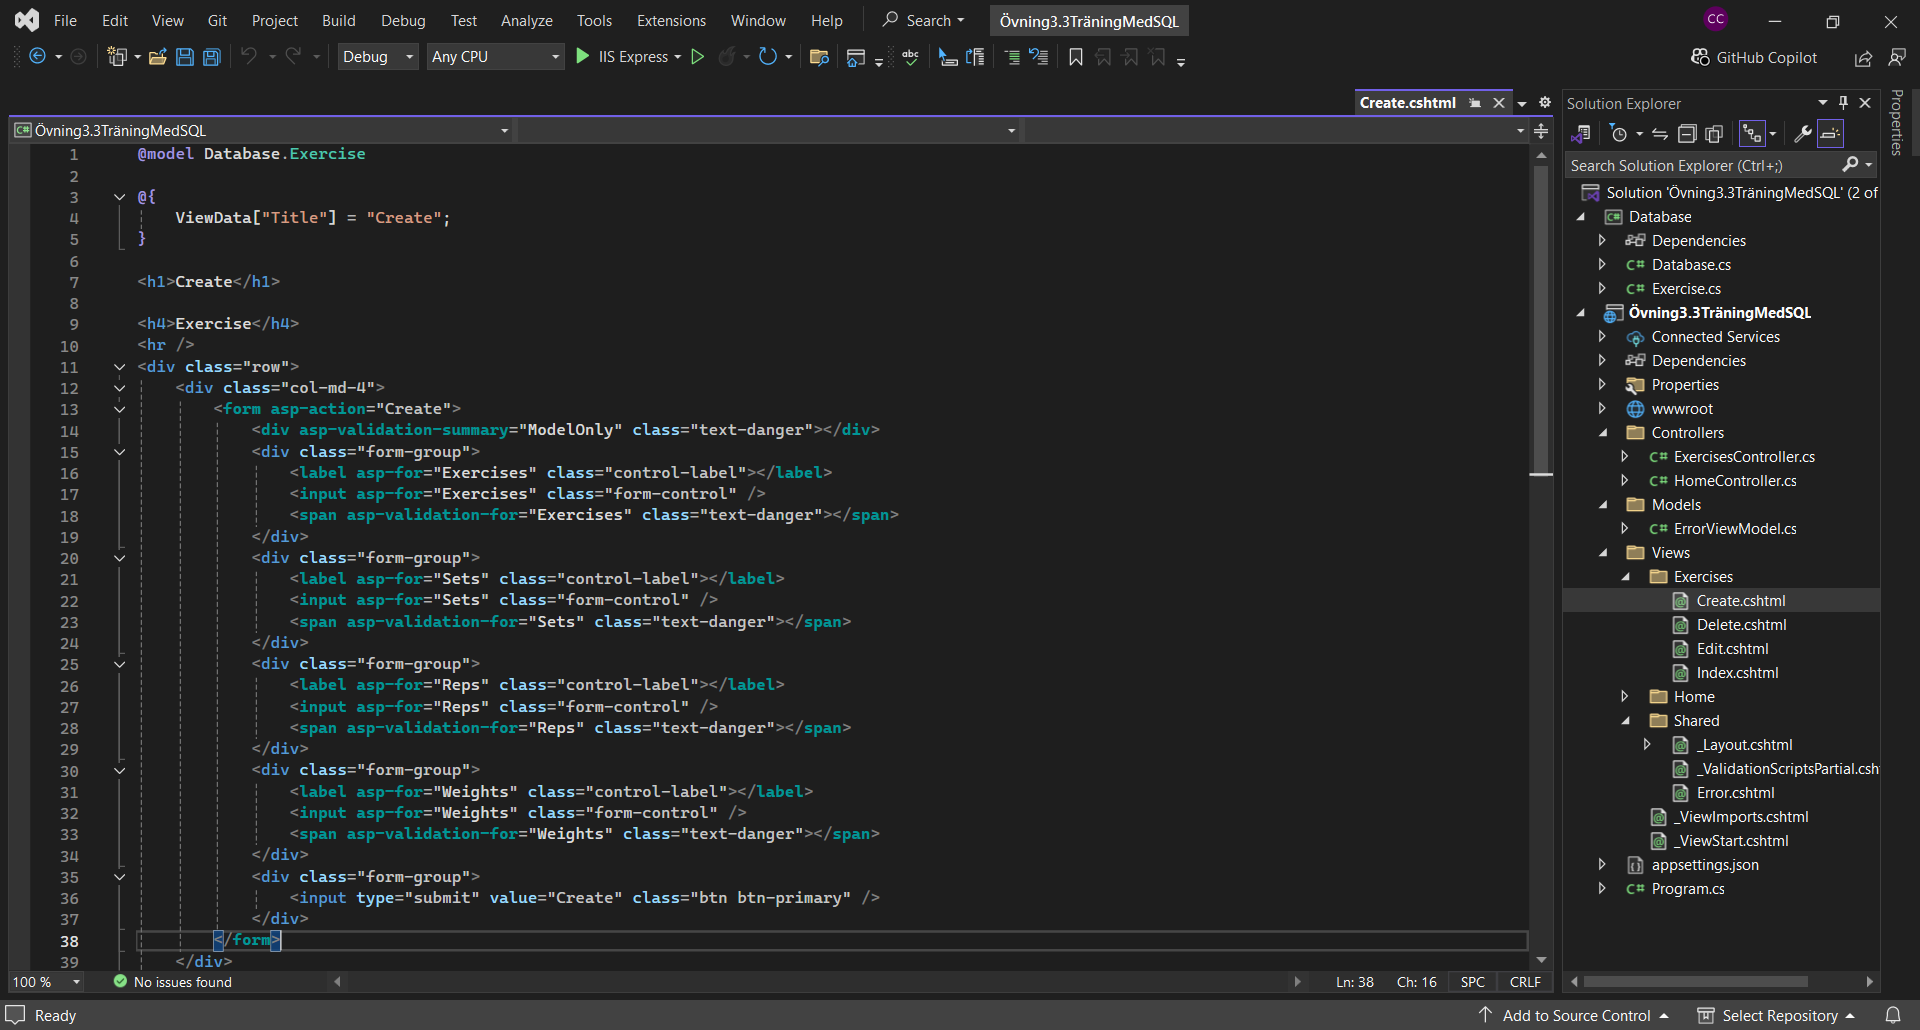 File Edit View Git Project Build Debug Test Analyze Tools Extensions Window Help Search Övning3.3TräningMedSQL CC
Debug Any CPU IIS Express abc GitHub Copilot
Create.cshtml
C# Övning3.3TräningMedSQL
1 @model Database.Exercise
2
3 @{
4 ViewData["Title"] = "Create";
5 }
6
7 <h1>Create</h1>
8
9 <h4>Exercise</h4>
10 <hr />
11 <div class="row">
12 <div class="col-md-4">
13 <form asp-action="Create">
14 <div asp-validation-summary="ModelOnly" class="text-danger"></div>
15 <div class="form-group">
16 <label asp-for="Exercises" class="control-label"></label>
17 <input asp-for="Exercises" class="form-control" />
18 <span asp-validation-for="Exercises" class="text-danger"></span>
19 </div>
20 <div class="form-group">
21 <label asp-for="Sets" class="control-label"></label>
22 <input asp-for="Sets" class="form-control" />
23 <span asp-validation-for="Sets" class="text-danger"></span>
24 </div>
25 <div class="form-group">
26 <label asp-for="Reps" class="control-label"></label>
27 <input asp-for="Reps" class="form-control" />
28 <span asp-validation-for="Reps" class="text-danger"></span>
29 </div>
30 <div class="form-group">
31 <label asp-for="Weights" class="control-label"></label>
32 <input asp-for="Weights" class="form-control" />
33 <span asp-validation-for="Weights" class="text-danger"></span>
34 </div>
35 <div class="form-group">
36 <input type="submit" value="Create" class="btn btn-primary" />
37 </div>
38 </form>
39 </div>
100 % No issues found Ln: 38 Ch: 16 SPC CRLF
Solution Explorer
Search Solution Explorer (Ctrl+;)
Solution 'Övning3.3TräningMedSQL' (2 of
C# Database
Dependencies
C# Database.cs
C# Exercise.cs
Övning3.3TräningMedSQL
Connected Services
Dependencies
Properties
wwwroot
Controllers
C# ExercisesController.cs
C# HomeController.cs
Models
C# ErrorViewModel.cs
Views
Exercises
Create.cshtml
Delete.cshtml
Edit.cshtml
Index.cshtml
Home
Shared
_Layout.cshtml
_ValidationScriptsPartial.csh
Error.cshtml
_ViewImports.cshtml
_ViewStart.cshtml
appsettings.json
C# Program.cs
Properties
Ready Add to Source Control Select Repository